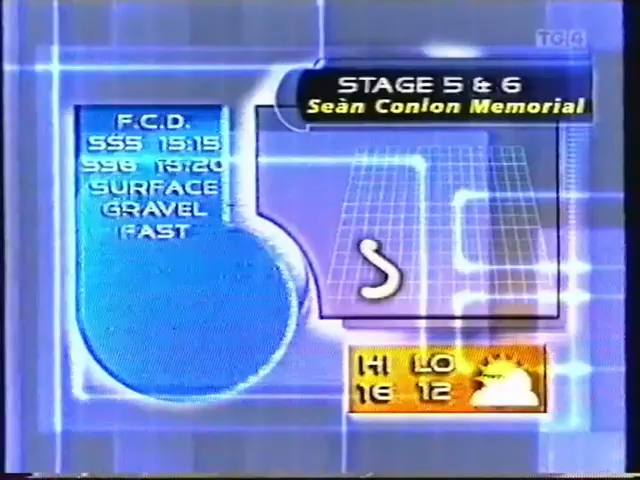 TG4
STAGE 5 & 6
Seàn Conlon Memorial
F.C.D.
SS5 15:15
SS6 15:20
SURFACE
GRAVEL
FAST
HI LO
16 12